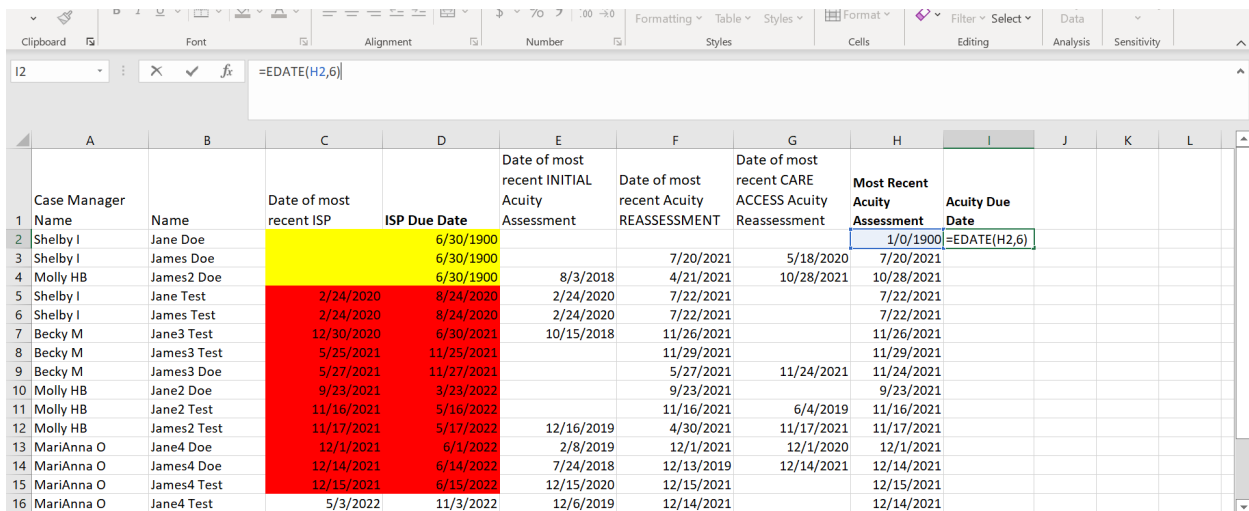 B I U $ % 9 .00 →0 Formatting Table Styles Format Filter Select Data
Clipboard Font Alignment Number Styles Cells Editing Analysis Sensitivity
I2 fx =EDATE(H2,6)
A B C D E F G H I J K L
1 Case Manager Name Name Date of most recent ISP ISP Due Date Date of most recent INITIAL Acuity Assessment Date of most recent Acuity REASSESSMENT Date of most recent CARE ACCESS Acuity Reassessment Most Recent Acuity Assessment Acuity Due Date
2 Shelby I Jane Doe 6/30/1900 1/0/1900 =EDATE(H2,6)
3 Shelby I James Doe 6/30/1900 7/20/2021 5/18/2020 7/20/2021
4 Molly HB James2 Doe 6/30/1900 8/3/2018 4/21/2021 10/28/2021 10/28/2021
5 Shelby I Jane Test 2/24/2020 8/24/2020 2/24/2020 7/22/2021 7/22/2021
6 Shelby I James Test 2/24/2020 8/24/2020 2/24/2020 7/22/2021 7/22/2021
7 Becky M Jane3 Test 12/30/2020 6/30/2021 10/15/2018 11/26/2021 11/26/2021
8 Becky M James3 Test 5/25/2021 11/25/2021 11/29/2021 11/29/2021
9 Becky M James3 Doe 5/27/2021 11/27/2021 5/27/2021 11/24/2021 11/24/2021
10 Molly HB Jane2 Doe 9/23/2021 3/23/2022 9/23/2021 9/23/2021
11 Molly HB Jane2 Test 11/16/2021 5/16/2022 11/16/2021 6/4/2019 11/16/2021
12 Molly HB James2 Test 11/17/2021 5/17/2022 12/16/2019 4/30/2021 11/17/2021 11/17/2021
13 MariAnna O Jane4 Doe 12/1/2021 6/1/2022 2/8/2019 12/1/2021 12/1/2020 12/1/2021
14 MariAnna O James4 Doe 12/14/2021 6/14/2022 7/24/2018 12/13/2019 12/14/2021 12/14/2021
15 MariAnna O James4 Test 12/15/2021 6/15/2022 12/15/2020 12/15/2021 12/15/2021
16 MariAnna O Jane4 Test 5/3/2022 11/3/2022 12/6/2019 12/14/2021 12/14/2021